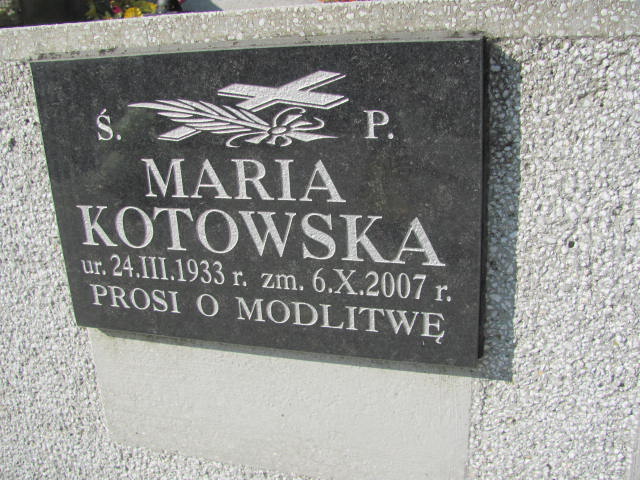 Ś. P.
MARIA
KOTOWSKA
ur. 24.III.1933 r. zm. 6.X.2007 r.
PROSI O MODLITWĘ